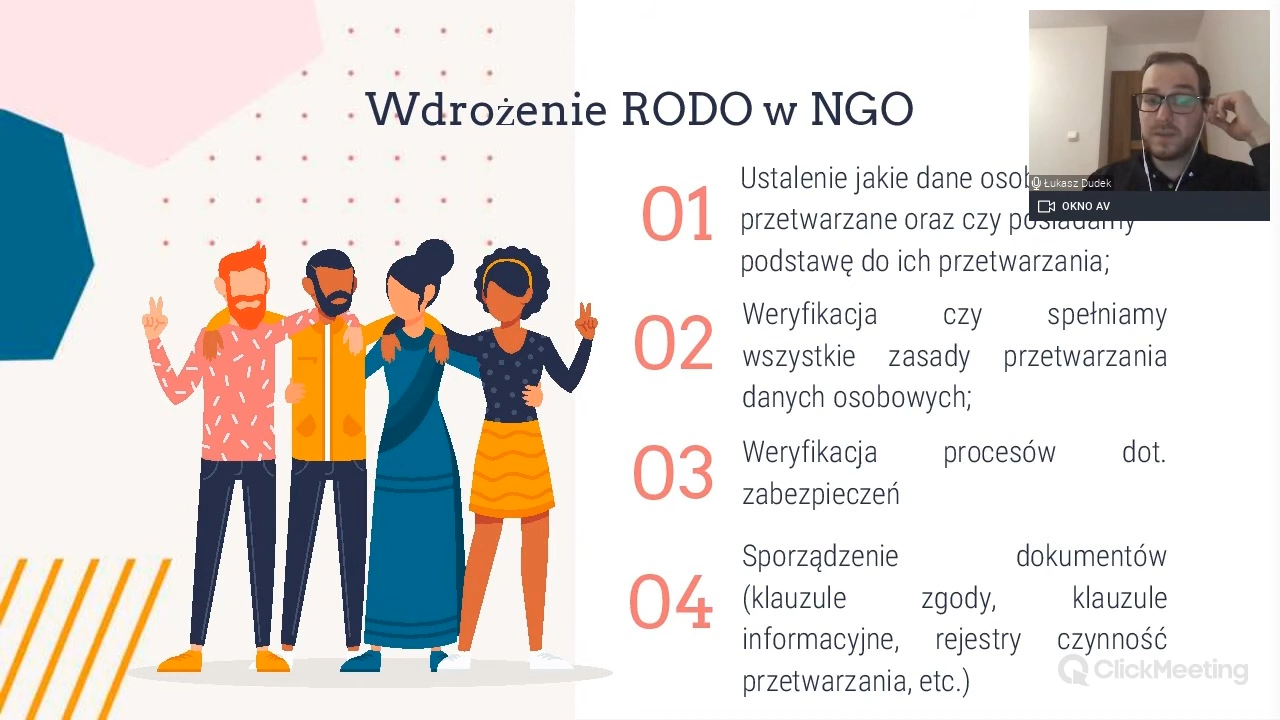 Wdrożenie RODO w NGO
01
Ustalenie jakie dane
przetwarzane oraz czy posiadamy
podstawę do ich przetwarzania;
02
Weryfikacja czy spełniamy
wszystkie zasady przetwarzania
danych osobowych;
03
Weryfikacja procesów dot.
zabezpieczeń
04
Sporządzenie dokumentów
(klauzule zgody, klauzule
informacyjne, rejestry czynność
przetwarzania, etc.)
Łukasz Dudek
OKNO AV
ClickMeeting